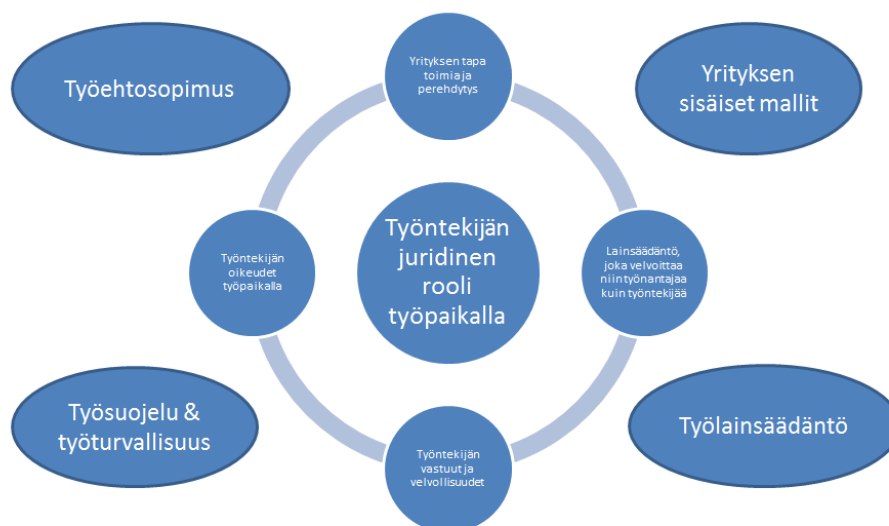 Työehtosopimus
Yrityksen tapa
toimia ja
perehdytys
Yrityksen
sisäiset mallit
Työntekijän
oikeudet
työpaikalla
Työntekijän
juridinen
rooli
työpaikalla
Lainsäädäntö,
joka velvoittaa
niin työnantajaa
kuin työntekijää
Työsuojelu &
työturvallisuus
Työntekijän
vastuut ja
velvollisuudet
Työlainsäädäntö